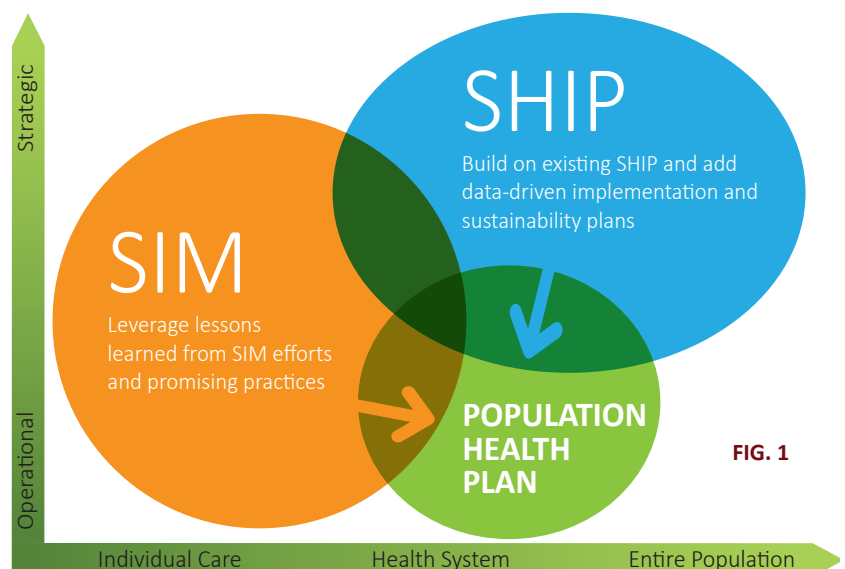 Strategic
SHIP
Build on existing SHIP and add
data-driven implementation and
sustainability plans
SIM
Leverage lessons
learned from SIM efforts
and promising practices
POPULATION
HEALTH
PLAN
FIG. 1
Operational
Individual Care
Health System
Entire Population